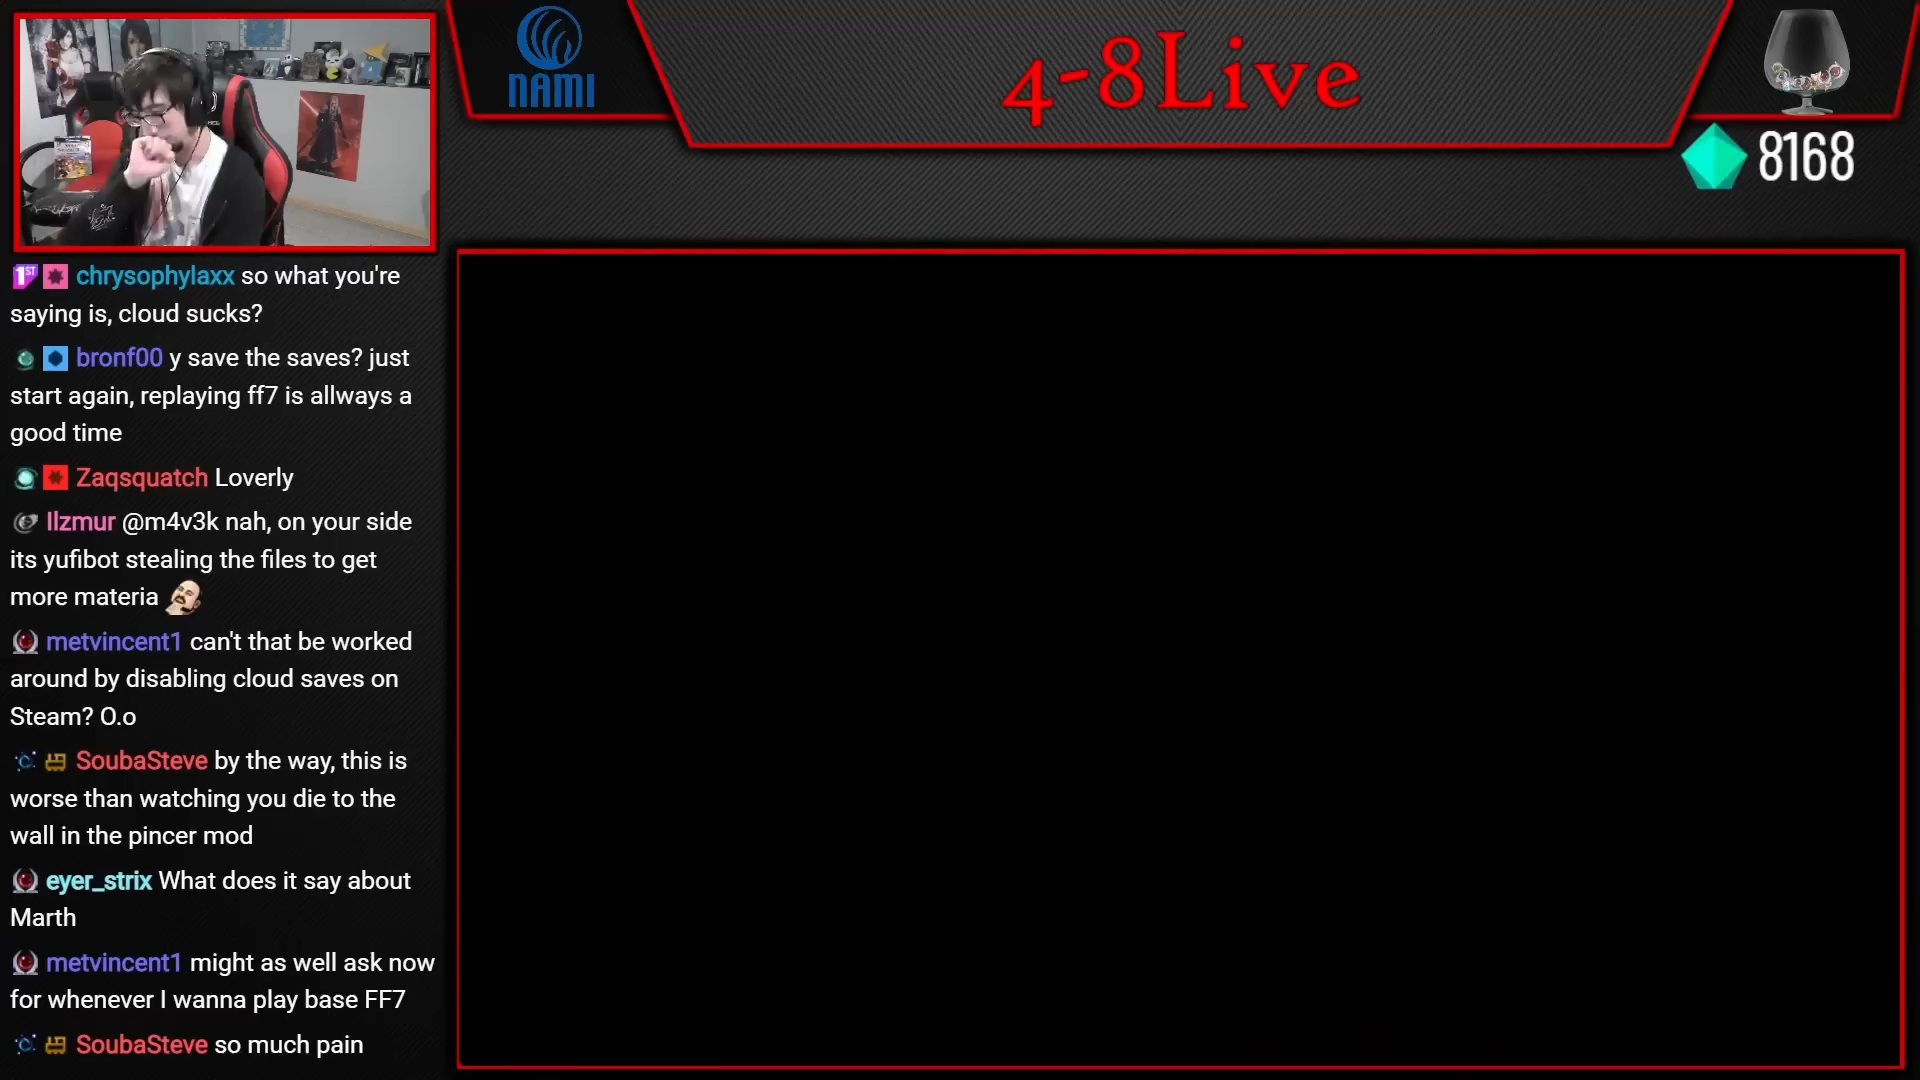 NAMI
4-8Live
8168
1ST chrysophylaxx so what you're
saying is, cloud sucks?
bronf00 y save the saves? just
start again, replaying ff7 is allways a
good time
Zaqsquatch Loverly
Ilzmur @m4v3k nah, on your side
its yufibot stealing the files to get
more materia
metvincent1 can't that be worked
around by disabling cloud saves on
Steam? O.o
SoubaSteve by the way, this is
worse than watching you die to the
wall in the pincer mod
eyer_strix What does it say about
Marth
metvincent1 might as well ask now
for whenever I wanna play base FF7
SoubaSteve so much pain